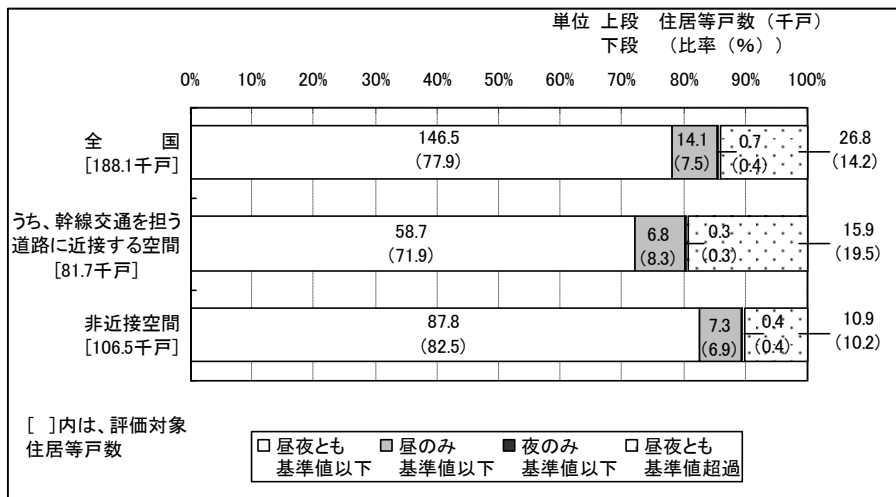 単位 上段 住居等戸数（千戸）
下段 （比率（％））
0% 10% 20% 30% 40% 50% 60% 70% 80% 90% 100%
全 国
[188.1千戸]
146.5
(77.9)
14.1
(7.5)
0.7
(0.4)
26.8
(14.2)
うち、幹線交通を担う
道路に近接する空間
[81.7千戸]
58.7
(71.9)
6.8
(8.3)
0.3
(0.3)
15.9
(19.5)
非近接空間
[106.5千戸]
87.8
(82.5)
7.3
(6.9)
0.4
(0.4)
10.9
(10.2)
[ ]内は、評価対象
住居等戸数
昼夜とも
基準値以下
昼のみ
基準値以下
夜のみ
基準値以下
昼夜とも
基準値超過